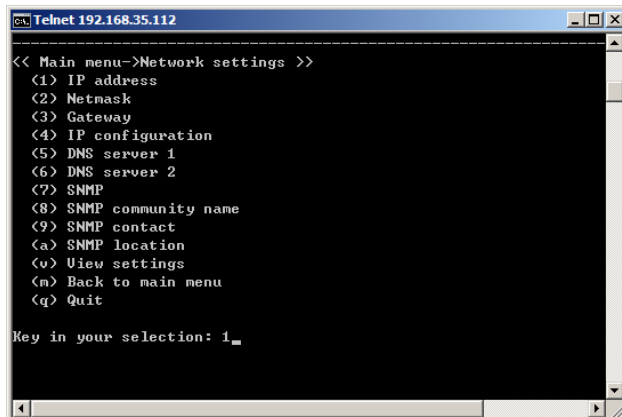 Telnet 192.168.35.112
<< Main menu->Network settings >>
(1) IP address
(2) Netmask
(3) Gateway
(4) IP configuration
(5) DNS server 1
(6) DNS server 2
(7) SNMP
(8) SNMP community name
(9) SNMP contact
(a) SNMP location
(v) View settings
(m) Back to main menu
(q) Quit
Key in your selection: 1_